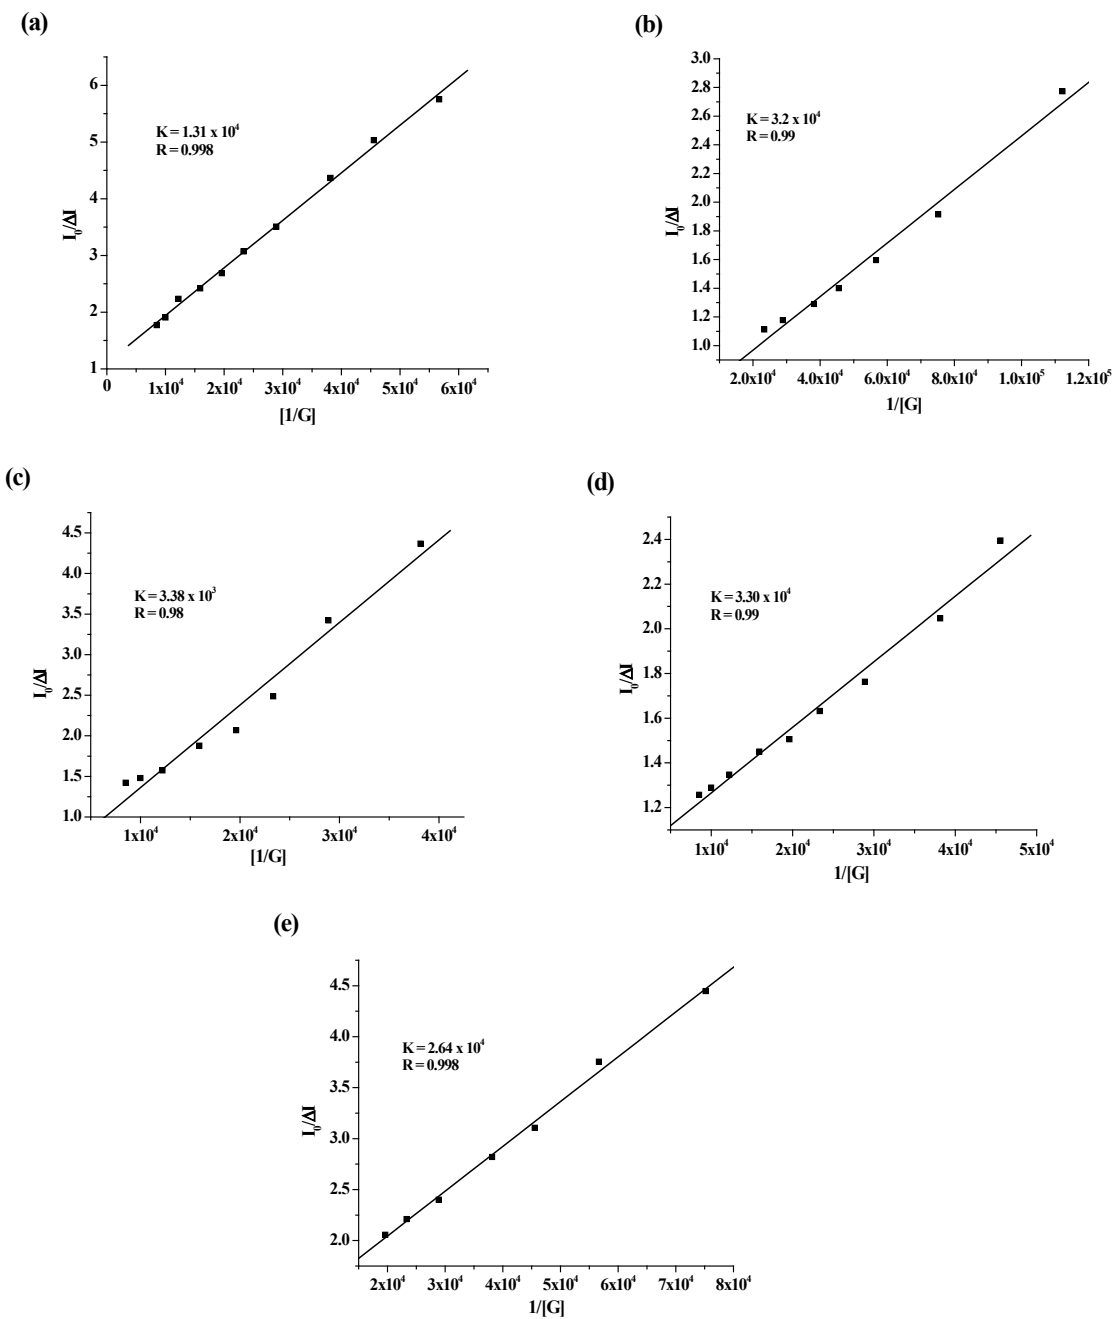 (a)
6
5
4
3
2
1
I₀/ΔI
K = 1.31 x 10⁴
R = 0.998
0 1x10⁴ 2x10⁴ 3x10⁴ 4x10⁴ 5x10⁴ 6x10⁴
[1/G]
(b)
3.0
2.8
2.6
2.4
2.2
2.0
1.8
1.6
1.4
1.2
1.0
I₀/ΔI
K = 3.2 x 10⁴
R = 0.99
2.0x10⁴ 4.0x10⁴ 6.0x10⁴ 8.0x10⁴ 1.0x10⁵ 1.2x10⁵
1/[G]
(c)
4.5
4.0
3.5
3.0
2.5
2.0
1.5
1.0
I₀/ΔI
K = 3.38 x 10³
R = 0.98
1x10⁴ 2x10⁴ 3x10⁴ 4x10⁴
[1/G]
(d)
2.4
2.0
1.6
1.2
I₀/ΔI
K = 3.30 x 10⁴
R = 0.99
1x10⁴ 2x10⁴ 3x10⁴ 4x10⁴ 5x10⁴
1/[G]
(e)
4.5
4.0
3.5
3.0
2.5
2.0
I₀/ΔI
K = 2.64 x 10⁴
R = 0.998
2x10⁴ 3x10⁴ 4x10⁴ 5x10⁴ 6x10⁴ 7x10⁴ 8x10⁴
1/[G]